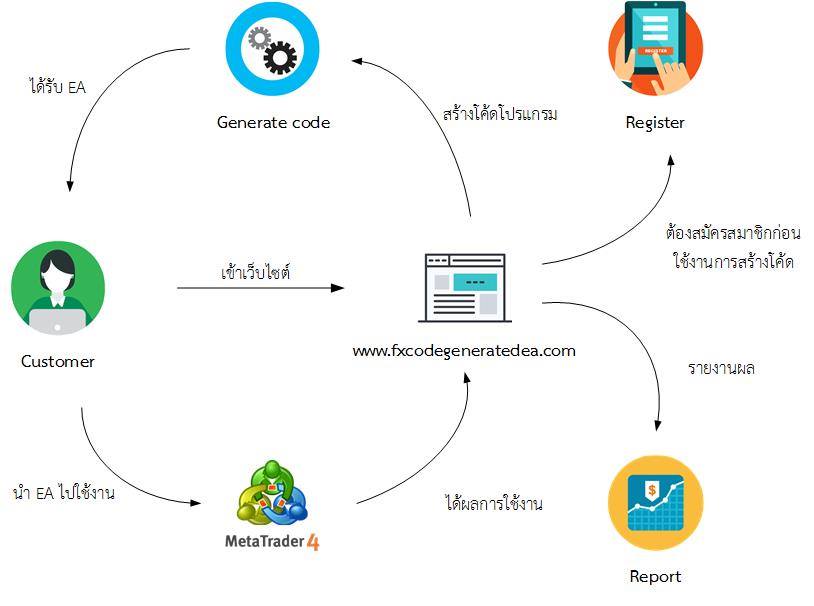 REGISTER
ได้รับ EA
Generate code
สร้างโค้ดโปรแกรม
Register
ต้องสมัครสมาชิกก่อน
ใช้งานการสร้างโค้ด
เข้าเว็บไซต์
Customer
www.fxcodegeneratedea.com
รายงานผล
นำ EA ไปใช้งาน
ได้ผลการใช้งาน
MetaTrader 4
$
Report